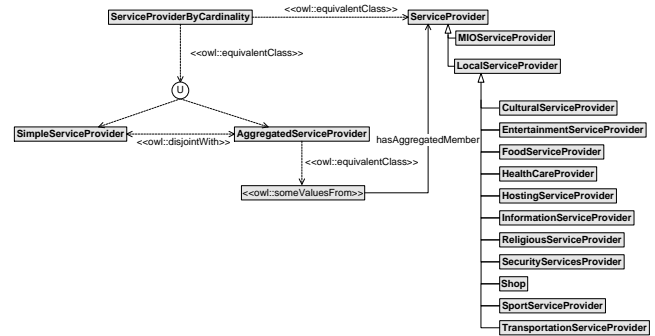 ServiceProviderByCardinality
<<owl::equivalentClass>>
ServiceProvider
MIOServiceProvider
LocalServiceProvider
<<owl::equivalentClass>>
U
SimpleServiceProvider
<<owl::disjointWith>>
AggregatedServiceProvider
hasAggregatedMember
<<owl::equivalentClass>>
<<owl::someValuesFrom>>
CulturalServiceProvider
EntertainmentServiceProvider
FoodServiceProvider
HealthCareProvider
HostingServiceProvider
InformationServiceProvider
ReligiousServiceProvider
SecurityServicesProvider
Shop
SportServiceProvider
TransportationServiceProvider